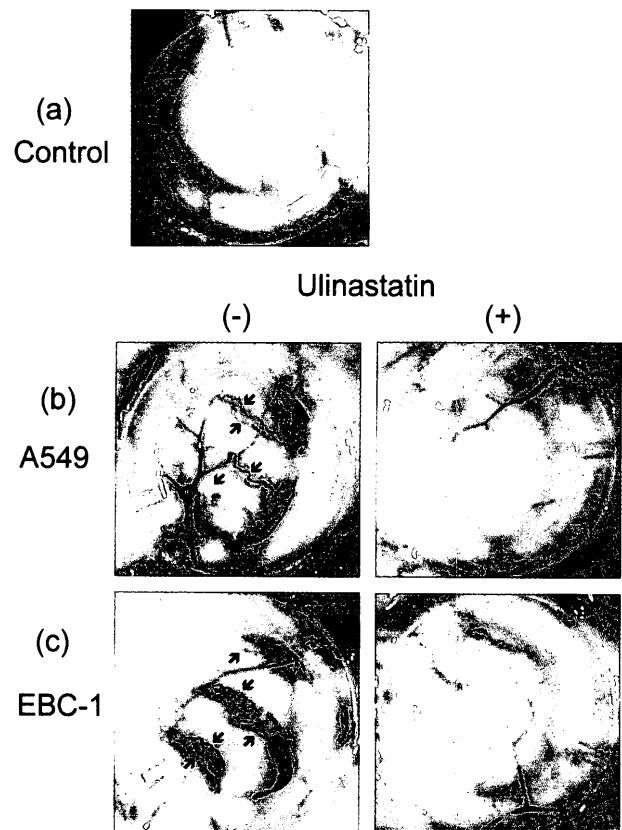 (a)
Control
Ulinastatin
(-) (+)
(b)
A549
(c)
EBC-1